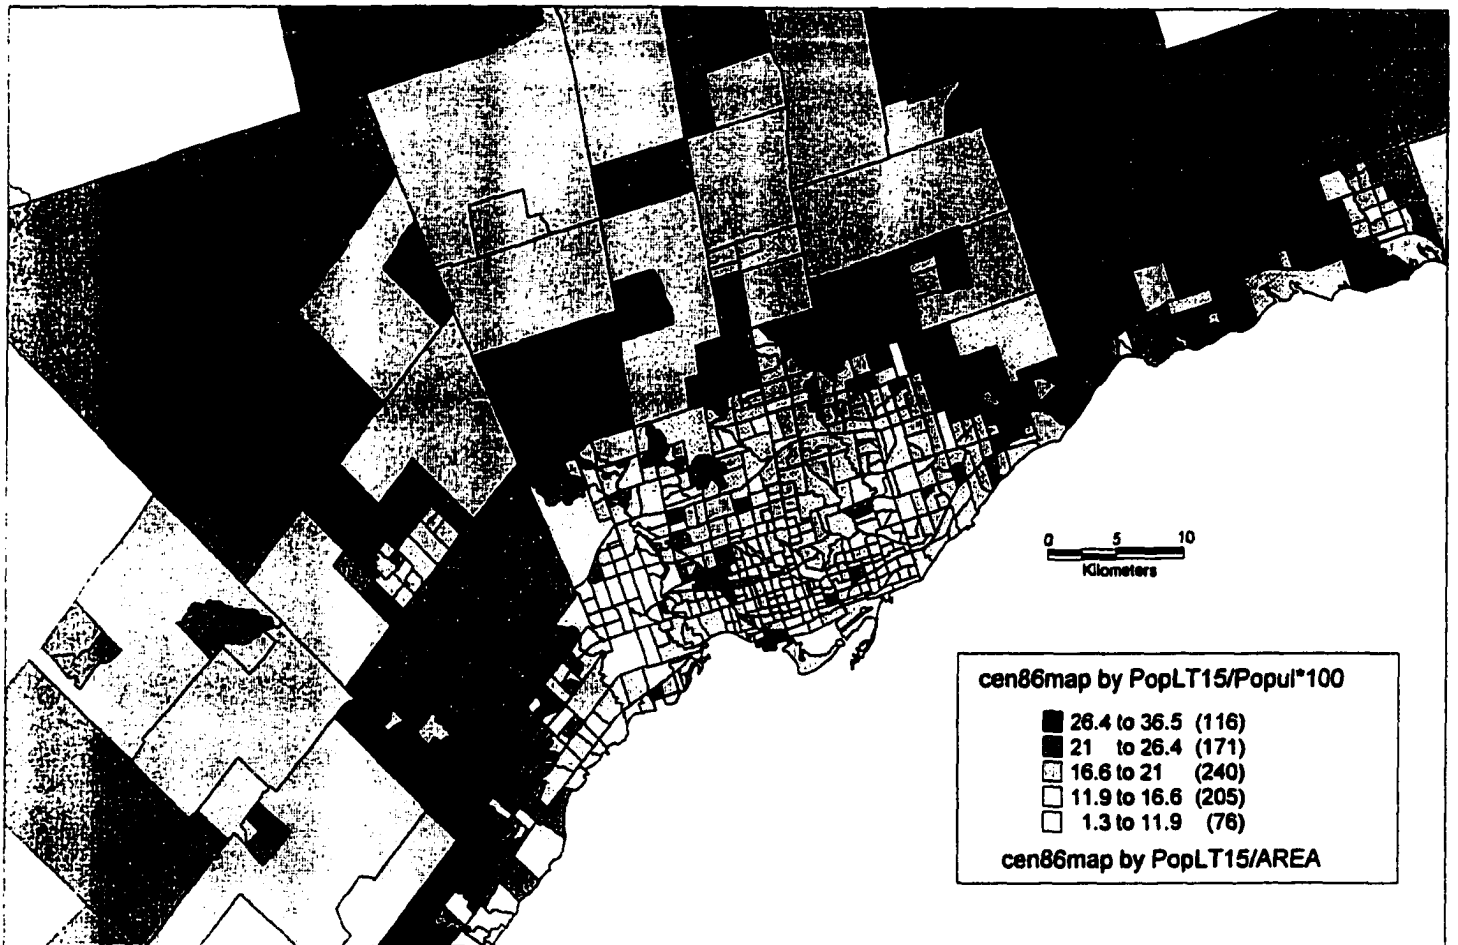 0 5 10
Kilometers
cen86map by PopLT15/Popul*100
26.4 to 36.5 (116)
21 to 26.4 (171)
16.6 to 21 (240)
11.9 to 16.6 (205)
1.3 to 11.9 (76)
cen86map by PopLT15/AREA